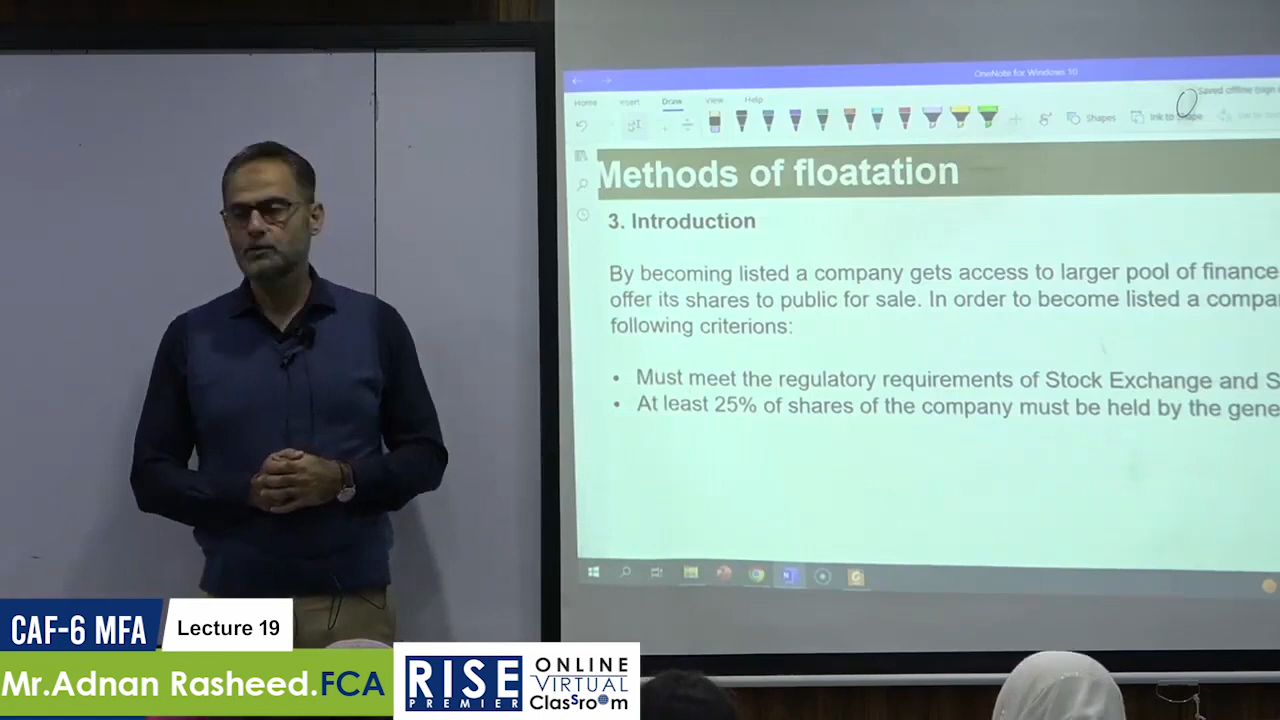 OneNote for Windows 10
Saved offline (sign i
Home Insert Draw View Help
Shapes Ink to Shape
Methods of floatation
3. Introduction
By becoming listed a company gets access to larger pool of finance
offer its shares to public for sale. In order to become listed a compa
following criterions:
• Must meet the regulatory requirements of Stock Exchange and S
• At least 25% of shares of the company must be held by the gene
CAF-6 MFA
Lecture 19
Mr.Adnan Rasheed.FCA
RISE
PREMIER
ONLINE
VIRTUAL
Classroom